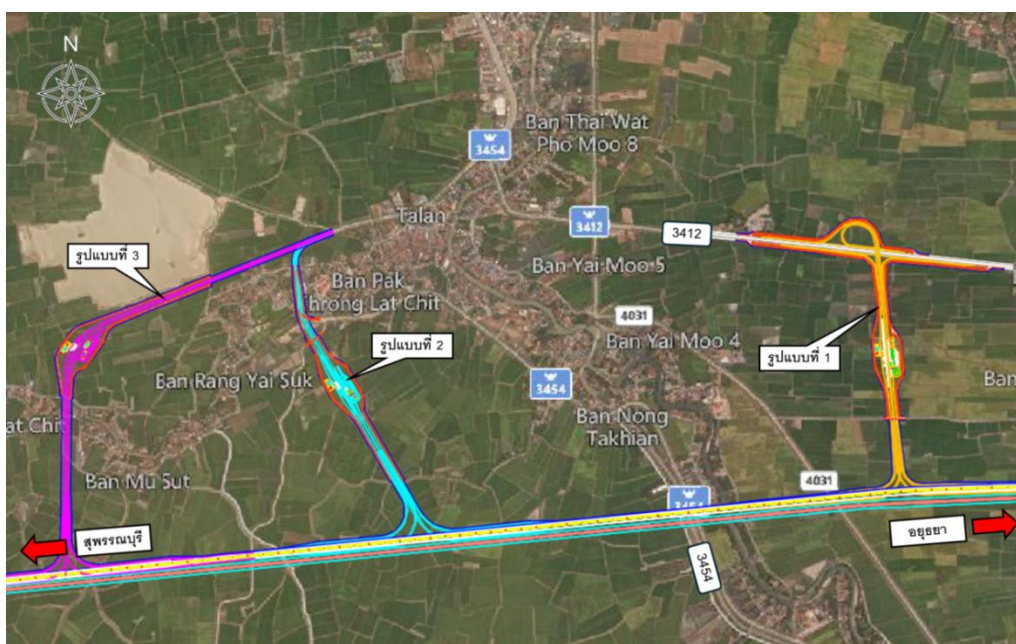 N
3454
Ban Thai Wat
Pho Moo 8
Talan
3412
3412
รูปแบบที่ 3
Ban Pak
Khrong Lat Chit
Ban Yai Moo 5
4031
รูปแบบที่ 2
Ban Yai Moo 4
รูปแบบที่ 1
Ban Rang Yai Suk
3454
Ban
at Chit
Ban Nong
Takhian
Ban Mu Sut
4031
3454
สุพรรณบุรี
อยุธยา
3454